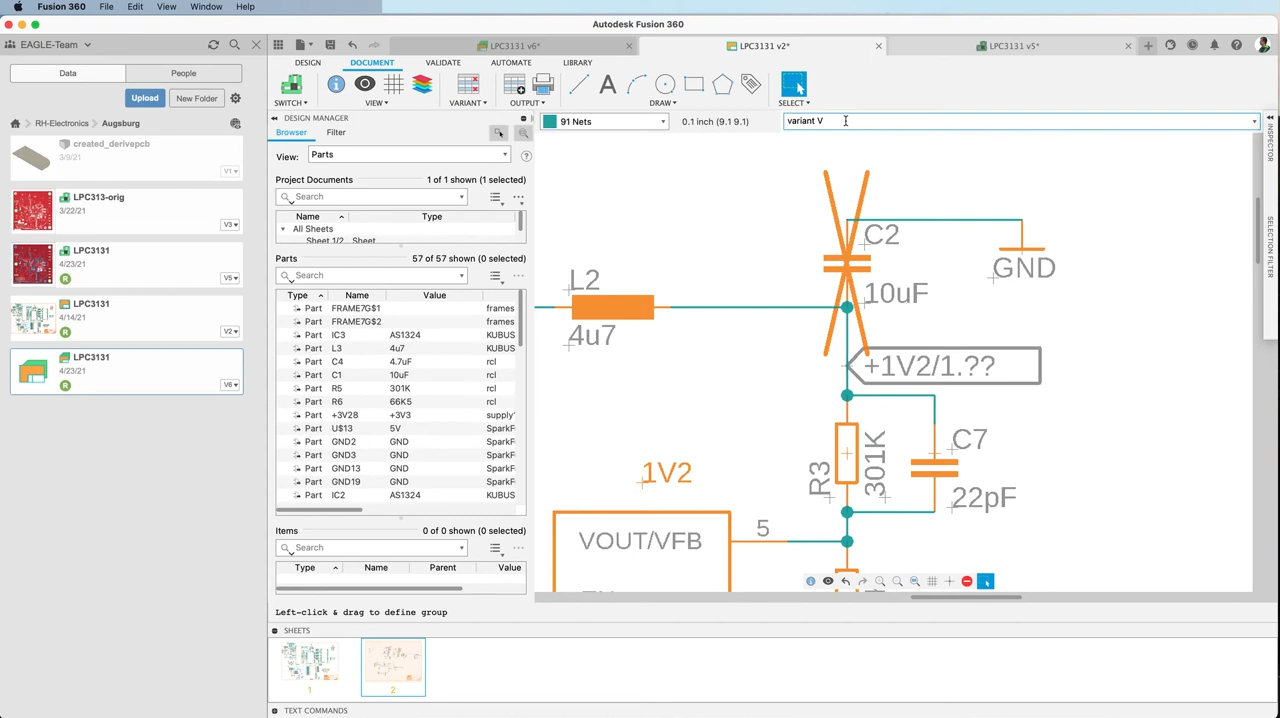 Fusion 360 File Edit View Window Help
Autodesk Fusion 360
EAGLE-Team
LPC3131 v6*
LPC3131 v2*
LPC3131 v5*
DESIGN DOCUMENT VALIDATE AUTOMATE LIBRARY
Data People
Upload New Folder
SWITCH VIEW VARIANT OUTPUT DRAW SELECT
RH-Electronics Augsburg
created_derivepcb
3/9/21
V1
LPC313-orig
3/22/21
V3
LPC3131
4/23/21
R
V5
LPC3131
4/14/21
R
V2
LPC3131
4/23/21
R
V6
DESIGN MANAGER
Browser Filter
View: Parts
Project Documents 1 of 1 shown (1 selected)
Search
Name Type
All Sheets
Sheet 1/2 Sheet
Parts 57 of 57 shown (0 selected)
Search
Type Name Value
Part FRAME7G$1 frames
Part FRAME7G$2 frames
Part IC3 AS1324 KUBUS
Part L3 4u7 KUBUS
Part C4 4.7uF rcl
Part C1 10uF rcl
Part R5 301K rcl
Part R6 66K5 rcl
Part +3V28 +3V3 supply
Part U$13 5V SparkF
Part GND2 GND SparkF
Part GND3 GND SparkF
Part GND13 GND SparkF
Part GND19 GND SparkF
Part IC2 AS1324 KUBUS
Items 0 of 0 shown (0 selected)
Search
Type Name Parent Value
91 Nets
0.1 inch (9.1 9.1)
variant V
INSPECTOR
SELECTION FILTER
C2
GND
L2
10uF
4u7
+1V2/1.??
R3
301K
C7
22pF
1V2
VOUT/VFB
5
Left-click & drag to define group
SHEETS
1
2
TEXT COMMANDS